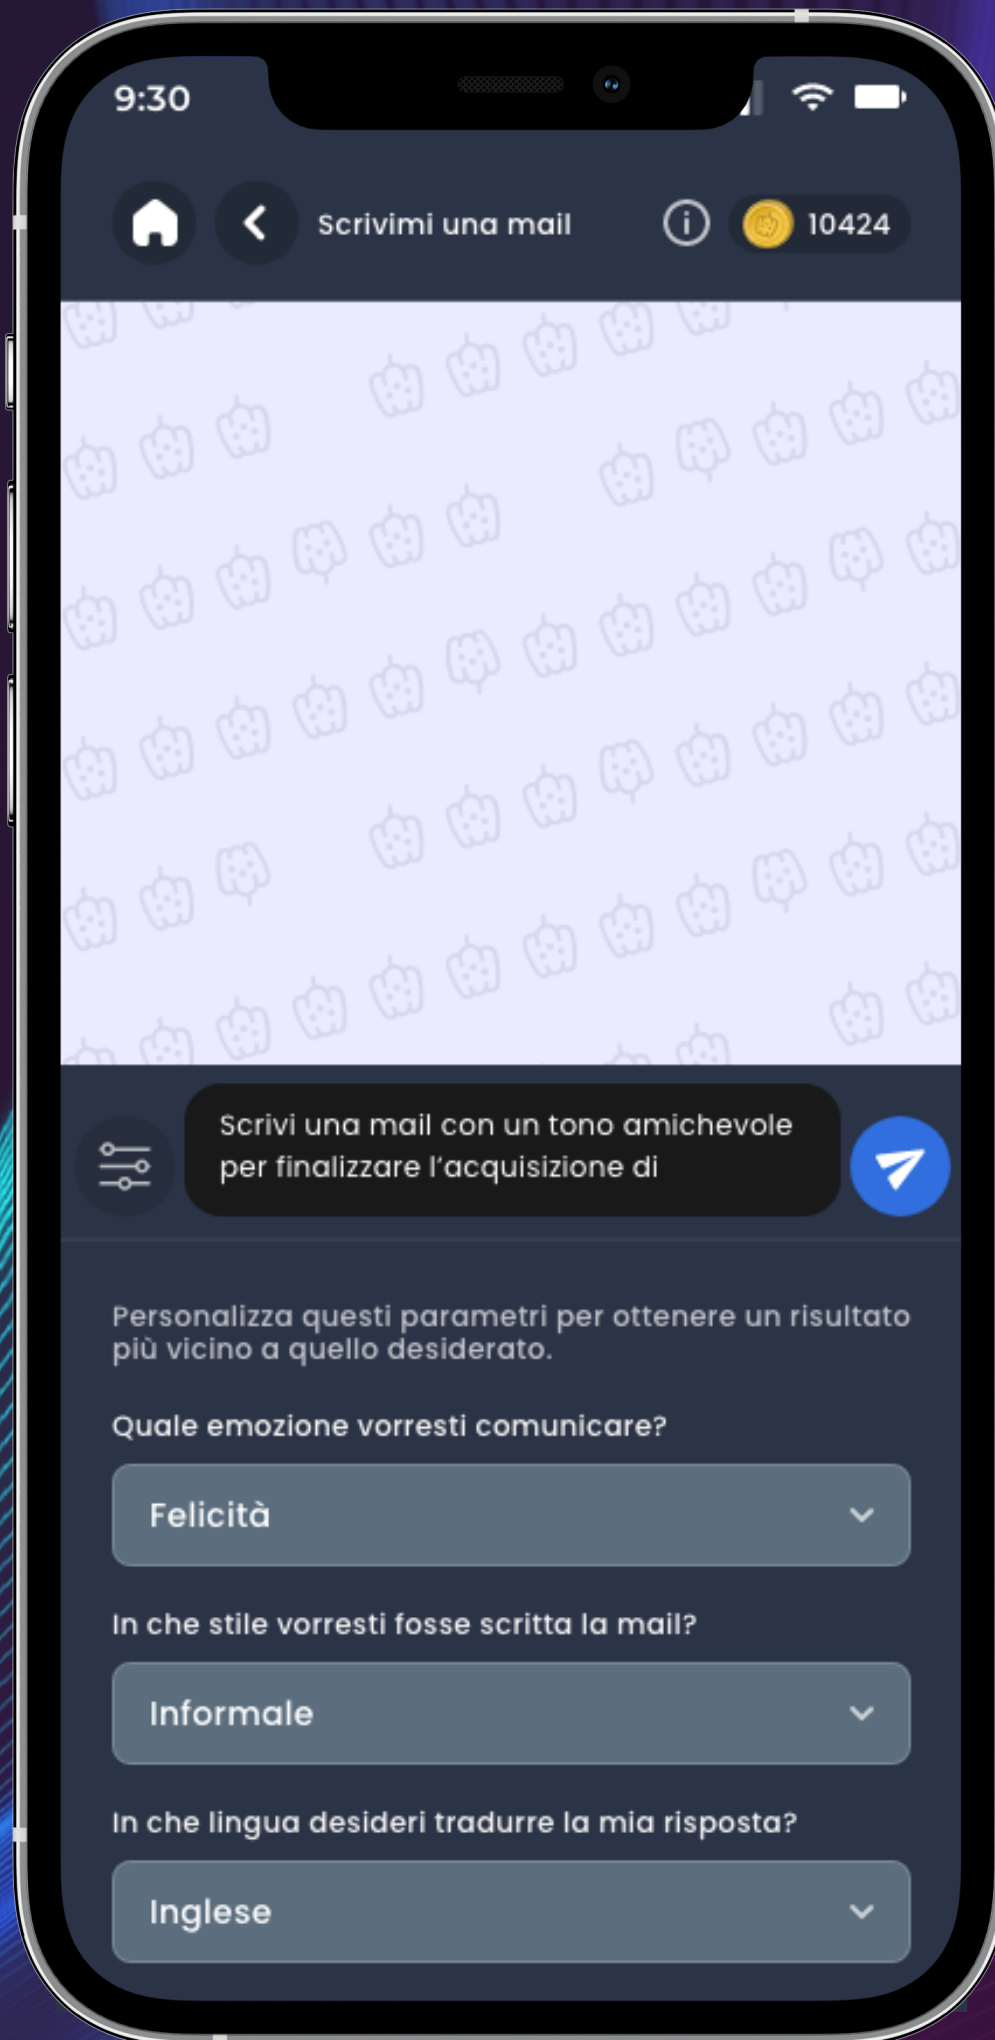 9:30
Scrivimi una mail
10424
Scrivi una mail con un tono amichevole
per finalizzare l'acquisizione di
Personalizza questi parametri per ottenere un risultato
più vicino a quello desiderato.
Quale emozione vorresti comunicare?
Felicità
In che stile vorresti fosse scritta la mail?
Informale
In che lingua desideri tradurre la mia risposta?
Inglese